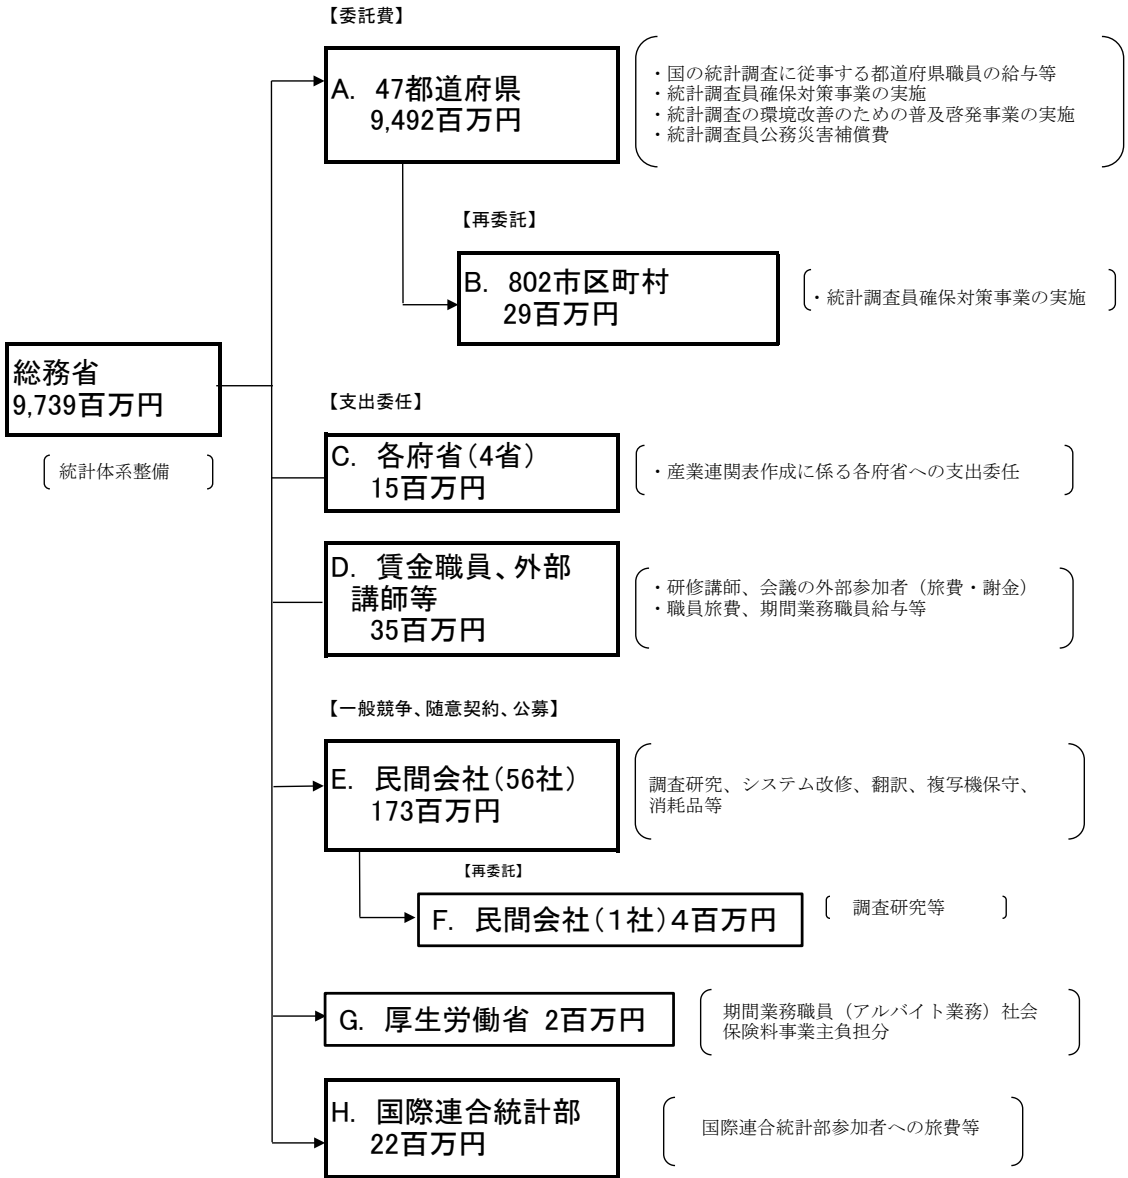 【委託費】
A. 47都道府県
9,492百万円
・国の統計調査に従事する都道府県職員の給与等
・統計調査員確保対策事業の実施
・統計調査の環境改善のための普及啓発事業の実施
・統計調査員公務災害補償費
【再委託】
B. 802市区町村
29百万円
・統計調査員確保対策事業の実施
総務省
9,739百万円
統計体系整備
【支出委任】
C. 各府省(4省)
15百万円
・産業連関表作成に係る各府省への支出委任
D. 賃金職員、外部
講師等
35百万円
・研修講師、会議の外部参加者（旅費・謝金）
・職員旅費、期間業務職員給与等
【一般競争、随意契約、公募】
E. 民間会社(56社)
173百万円
調査研究、システム改修、翻訳、複写機保守、
消耗品等
【再委託】
F. 民間会社(１社)４百万円
調査研究等
G. 厚生労働省 2百万円
期間業務職員（アルバイト業務）社会
保険料事業主負担分
H. 国際連合統計部
22百万円
国際連合統計部参加者への旅費等